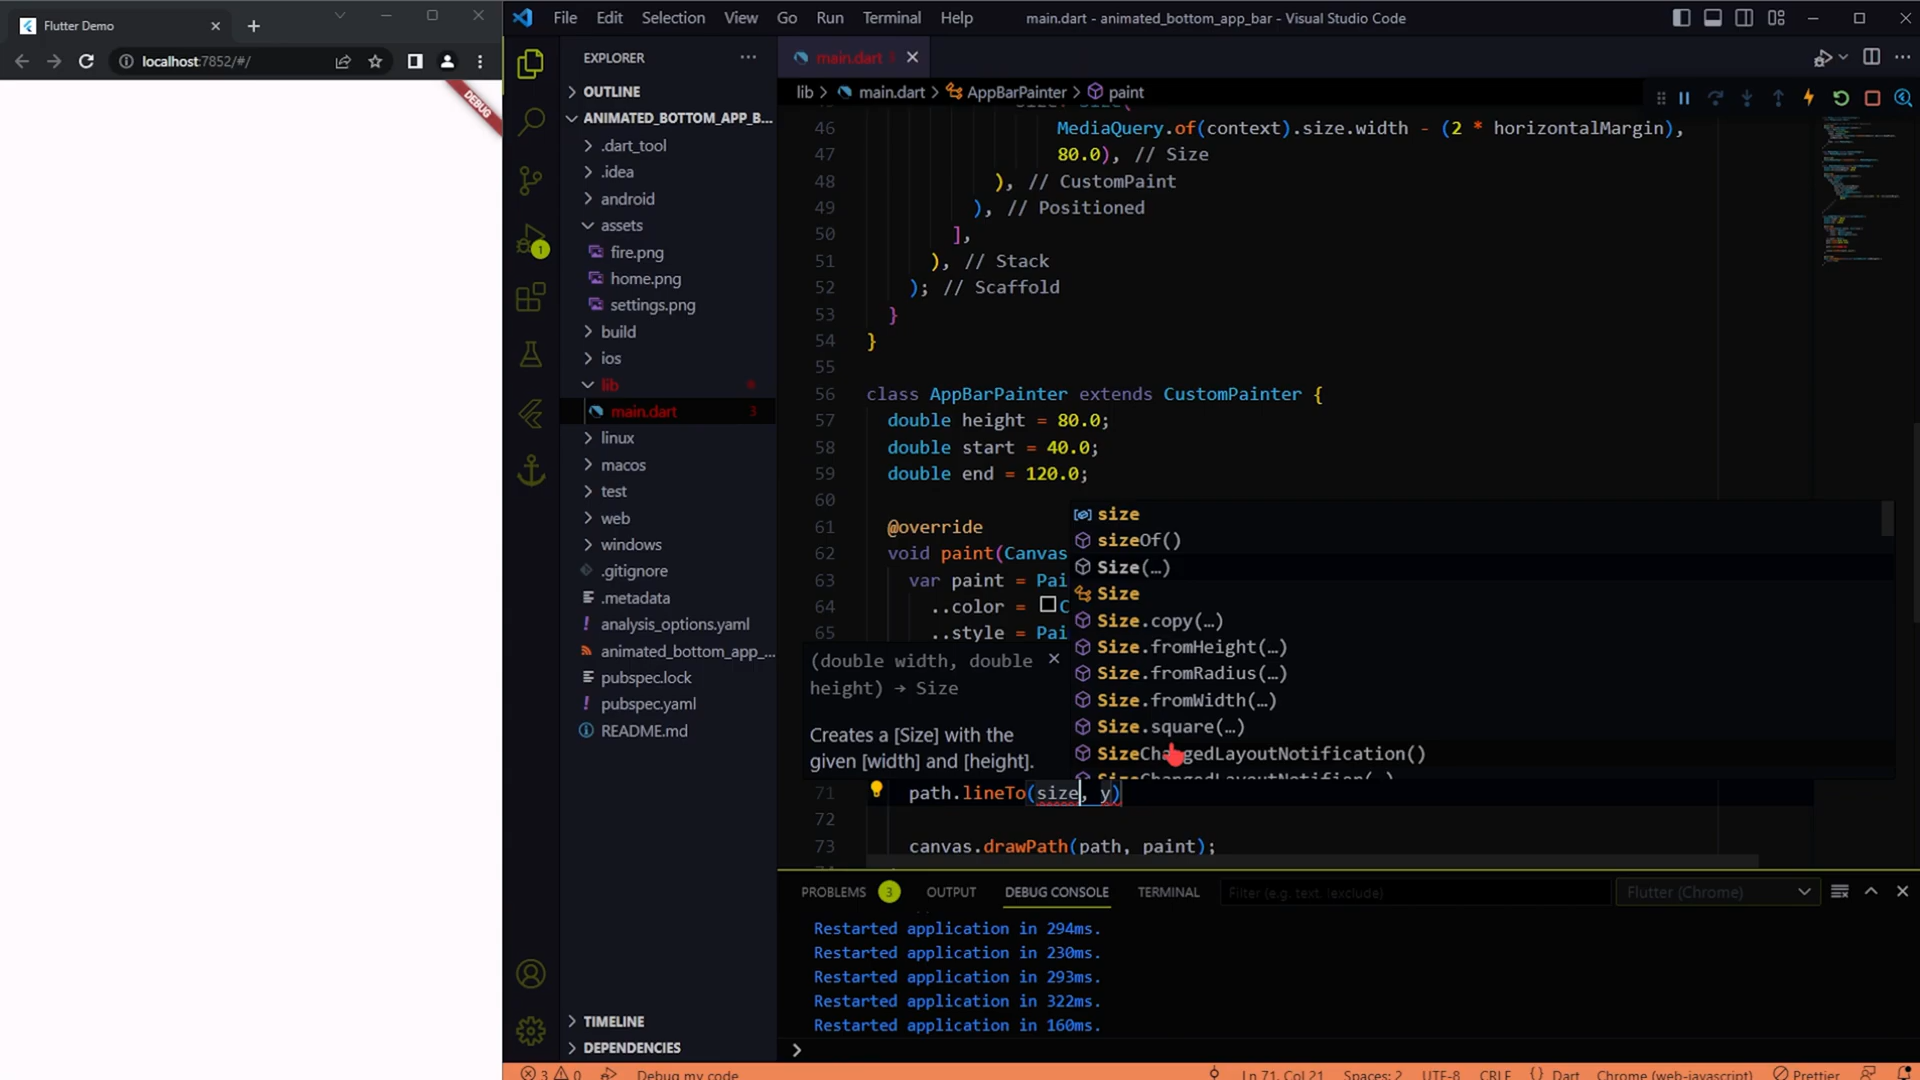 Flutter Demo
localhost:7852/#/
DEBUG
File Edit Selection View Go Run Terminal Help
main.dart - animated_bottom_app_bar - Visual Studio Code
EXPLORER
OUTLINE
ANIMATED_BOTTOM_APP_B...
.dart_tool
.idea
android
assets
fire.png
home.png
settings.png
build
ios
lib
main.dart 3
linux
macos
test
web
windows
.gitignore
.metadata
analysis_options.yaml
animated_bottom_app_...
pubspec.lock
pubspec.yaml
README.md
TIMELINE
DEPENDENCIES
1
main.dart
lib > main.dart > AppBarPainter > paint
46 MediaQuery.of(context).size.width - (2 * horizontalMargin),
47 80.0), // Size
48 ), // CustomPaint
49 ), // Positioned
50 ],
51 ), // Stack
52 ); // Scaffold
53 }
54 }
55
56 class AppBarPainter extends CustomPainter {
57 double height = 80.0;
58 double start = 40.0;
59 double end = 120.0;
60
61 @override
62 void paint(Canvas
63 var paint = Pai
64 ..color = C
65 ..style = Pai
size
sizeOf()
Size(…)
Size
Size.copy(…)
Size.fromHeight(…)
Size.fromRadius(…)
Size.fromWidth(…)
Size.square(…)
SizeChangedLayoutNotification()
SizeChangedLayoutNotifier(…)
(double width, double
height) → Size
Creates a [Size] with the
given [width] and [height].
71 path.lineTo(size, y)
72
73 canvas.drawPath(path, paint);
PROBLEMS 3 OUTPUT DEBUG CONSOLE TERMINAL
Filter (e.g. text, !exclude)
Flutter (Chrome)
Restarted application in 294ms.
Restarted application in 230ms.
Restarted application in 293ms.
Restarted application in 322ms.
Restarted application in 160ms.
>
3 0 Debug my code
Ln 71, Col 21 Spaces: 2 UTF-8 CRLF {} Dart Chrome (web-javascript) Prettier